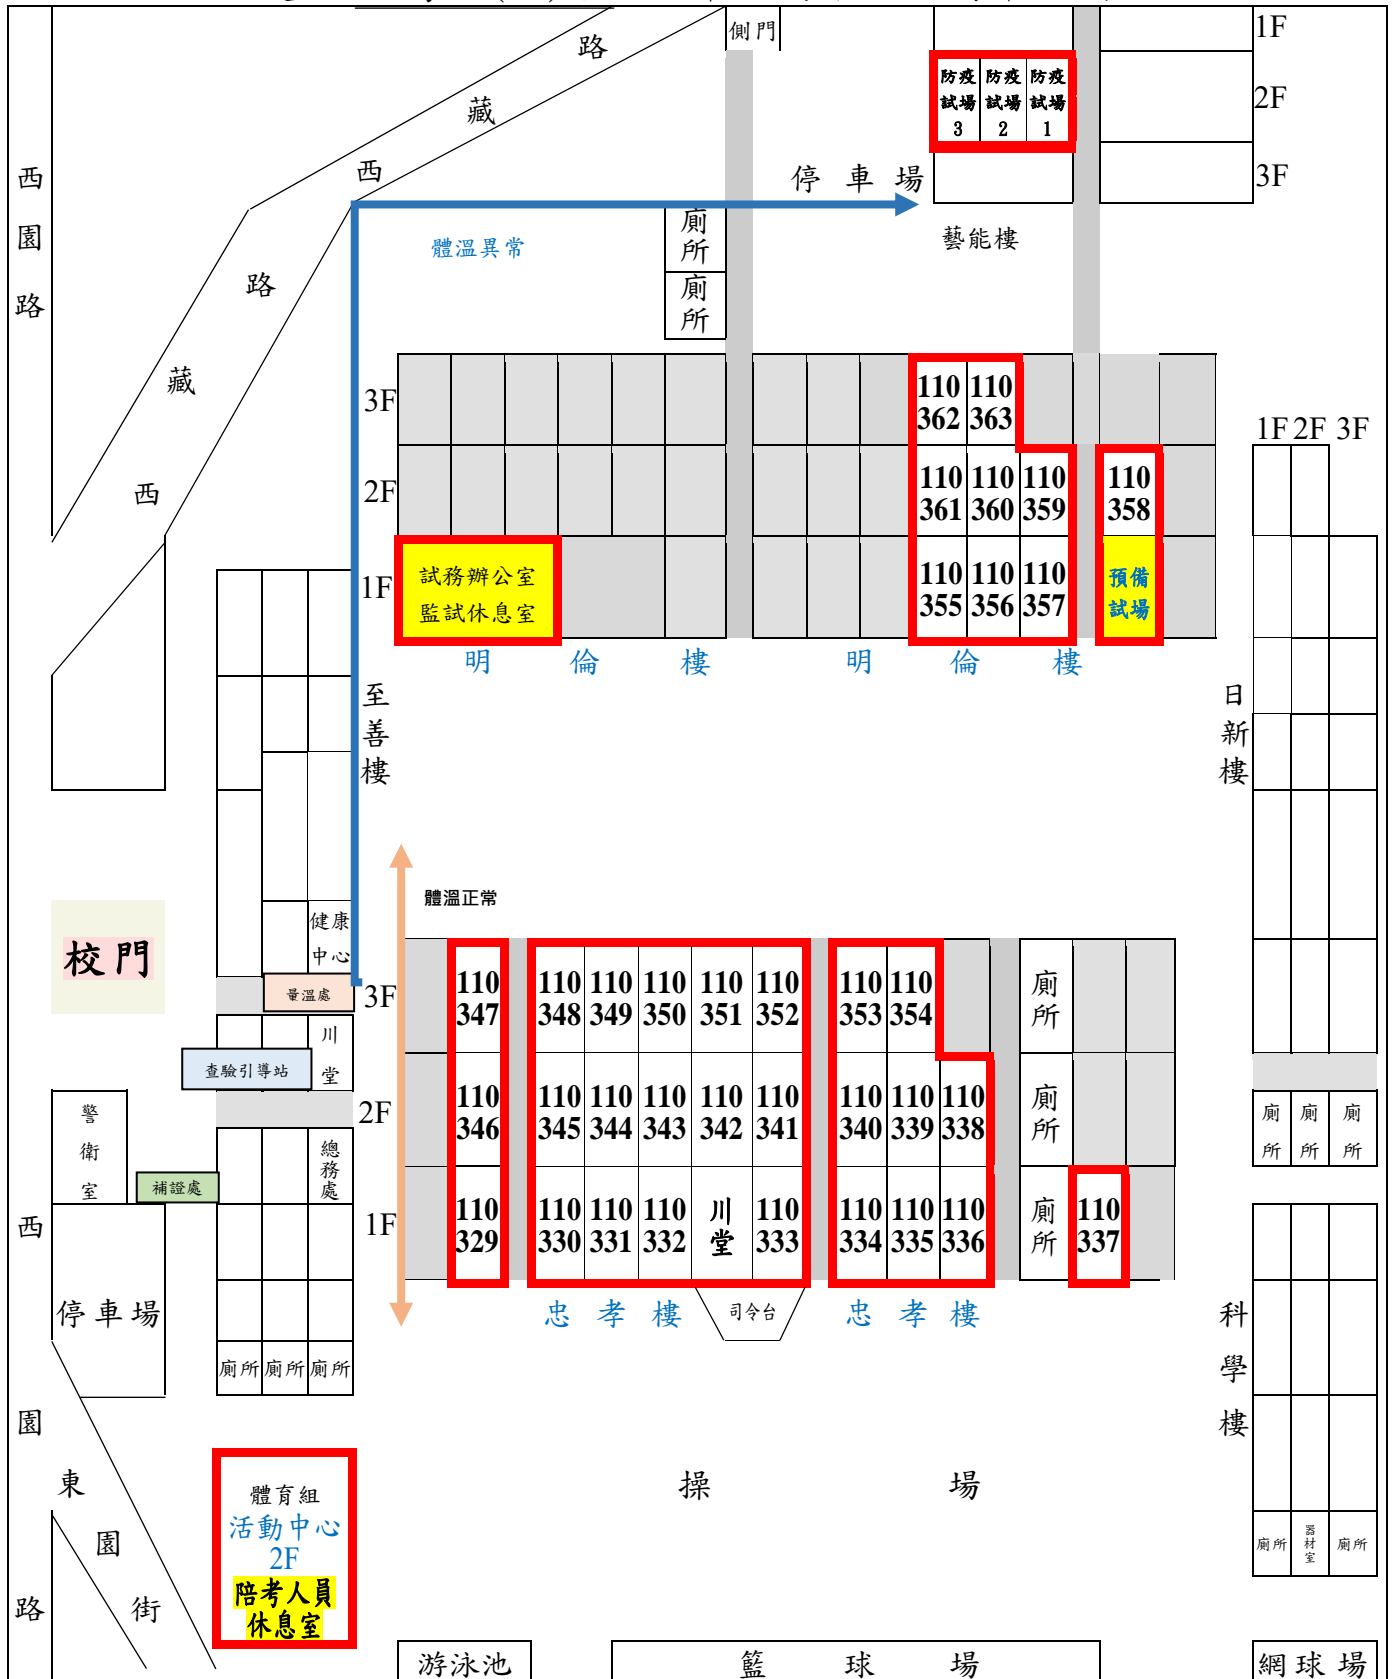 側門
1F
2F
3F
防疫試場3
防疫試場2
防疫試場1
停車場
藝能樓
西園路
西藏路
西藏路
體溫異常
廁所
廁所
3F
110 362
110 363
2F
110 361
110 360
110 359
110 358
1F
試務辦公室
監試休息室
110 355
110 356
110 357
預備試場
明倫樓
明倫樓
1F 2F 3F
至善樓
日新樓
體溫正常
校門
健康中心
量溫處
川堂
查驗引導站
警衛室
補證處
總務處
3F
110 347
110 348
110 349
110 350
110 351
110 352
110 353
110 354
廁所
2F
110 346
110 345
110 344
110 343
110 342
110 341
110 340
110 339
110 338
廁所
1F
110 329
110 330
110 331
110 332
川堂
110 333
110 334
110 335
110 336
廁所
110 337
廁所
廁所
廁所
忠孝樓
司令台
忠孝樓
停車場
廁所
廁所
廁所
科學樓
西園路
東園街
體育組
活動中心
2F
陪考人員
休息室
操場
廁所
器材室
廁所
游泳池
籃球場
網球場